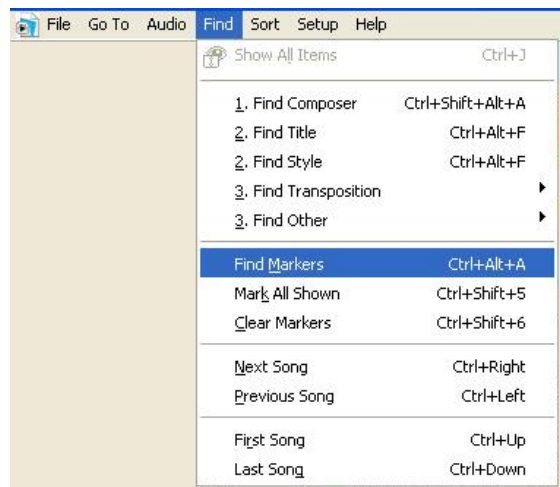 File Go To Audio Find Sort Setup Help
Show All Items Ctrl+J
1. Find Composer Ctrl+Shift+Alt+A
2. Find Title Ctrl+Alt+F
2. Find Style Ctrl+Alt+F
3. Find Transposition
3. Find Other
Find Markers Ctrl+Alt+A
Mark All Shown Ctrl+Shift+5
Clear Markers Ctrl+Shift+6
Next Song Ctrl+Right
Previous Song Ctrl+Left
First Song Ctrl+Up
Last Song Ctrl+Down